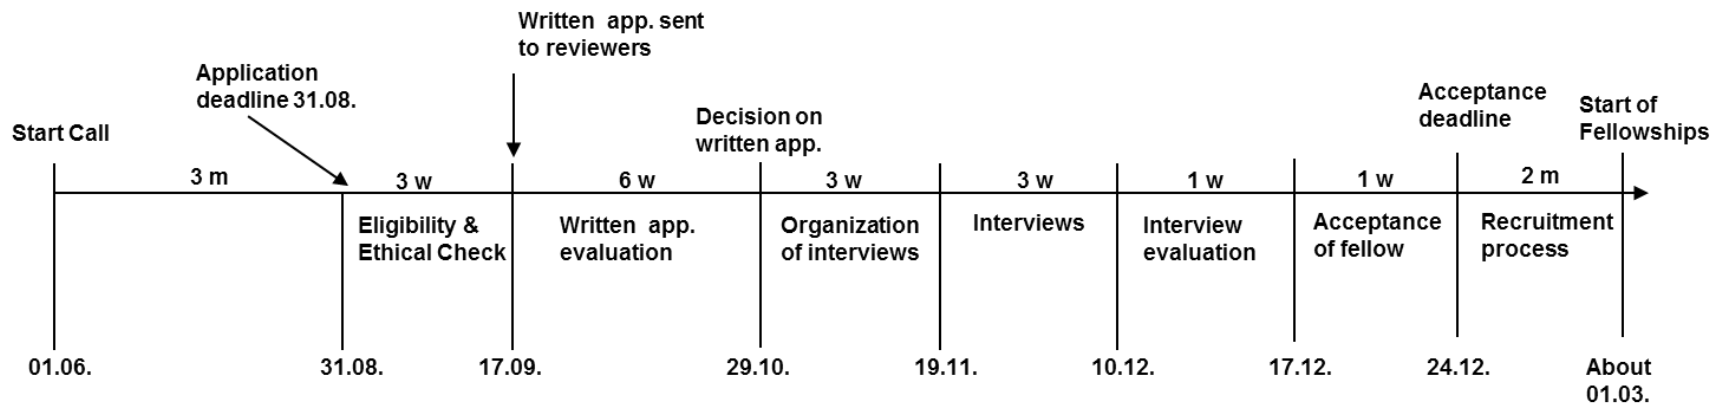 Written app. sent
to reviewers
Application
deadline 31.08.
Start Call
Decision on
written app.
Acceptance
deadline
Start of
Fellowships
3 m
3 w
6 w
3 w
3 w
1 w
1 w
2 m
Eligibility &
Ethical Check
Written app.
evaluation
Organization
of interviews
Interviews
Interview
evaluation
Acceptance
of fellow
Recruitment
process
01.06.
31.08.
17.09.
29.10.
19.11.
10.12.
17.12.
24.12.
About
01.03.